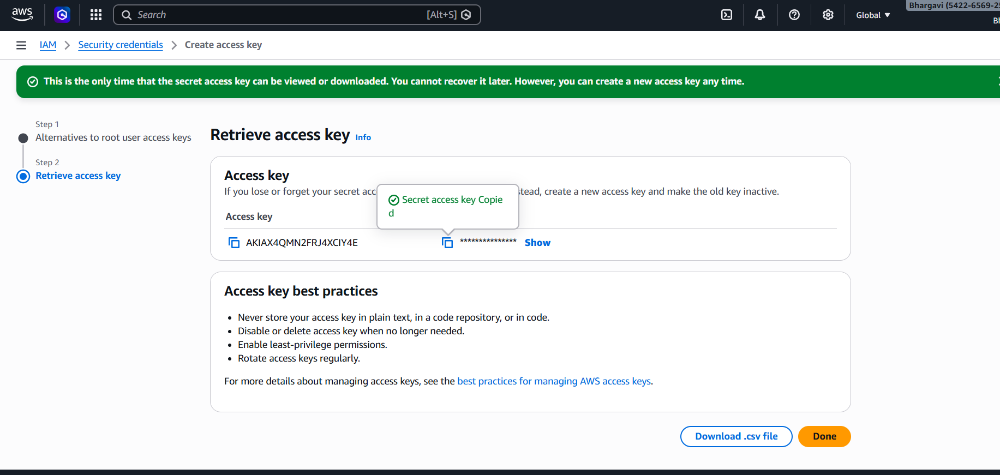 aws
Search
[Alt+S]
Global
Bhargavi (5422-6569-2
IAM
Security credentials
Create access key
This is the only time that the secret access key can be viewed or downloaded. You cannot recover it later. However, you can create a new access key any time.
Step 1
Alternatives to root user access keys
Step 2
Retrieve access key
Retrieve access key Info
Access key
If you lose or forget your secret acc
stead, create a new access key and make the old key inactive.
Secret access key Copie
d
Access key
AKIAX4QMN2FRJ4XCIY4E
*************** Show
Access key best practices
• Never store your access key in plain text, in a code repository, or in code.
• Disable or delete access key when no longer needed.
• Enable least-privilege permissions.
• Rotate access keys regularly.
For more details about managing access keys, see the best practices for managing AWS access keys.
Download .csv file
Done